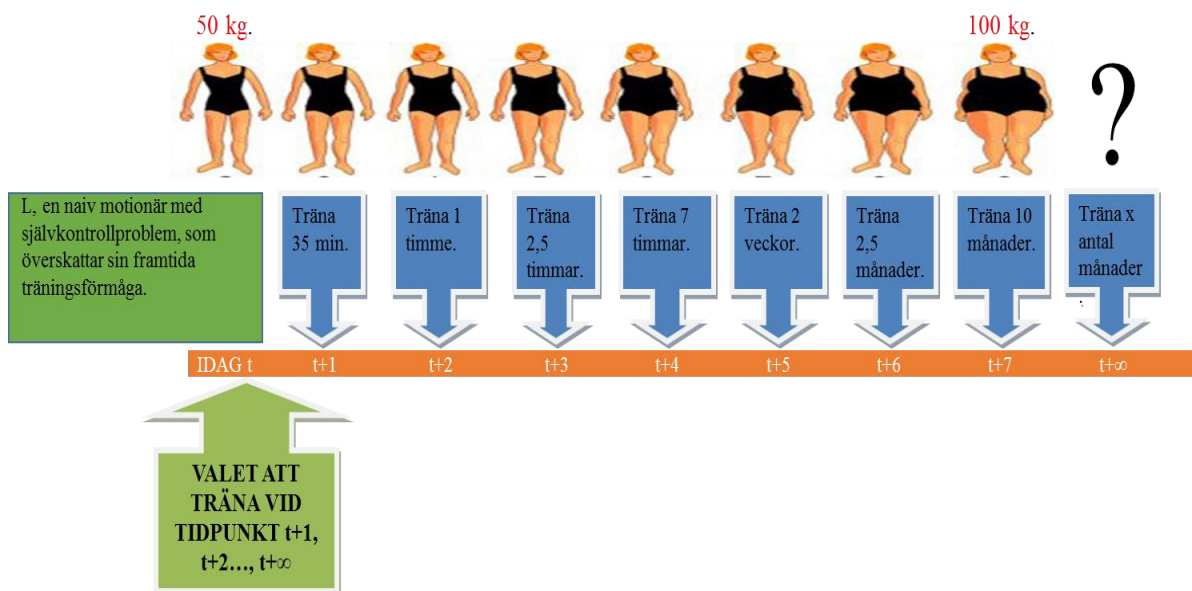 50 kg.
100 kg.
?
L, en naiv motionär med
självkontrollproblem, som
överskattar sin framtida
träningsförmåga.
Träna
35 min.
Träna 1
timme.
Träna
2,5
timmar.
Träna 7
timmar.
Träna 2
veckor.
Träna
2,5
månader.
Träna 10
månader.
Träna x
antal
månader
.
IDAG t
t+1
t+2
t+3
t+4
t+5
t+6
t+7
t+∞
VALET ATT
TRÄNA VID
TIDPUNKT t+1,
t+2..., t+∞